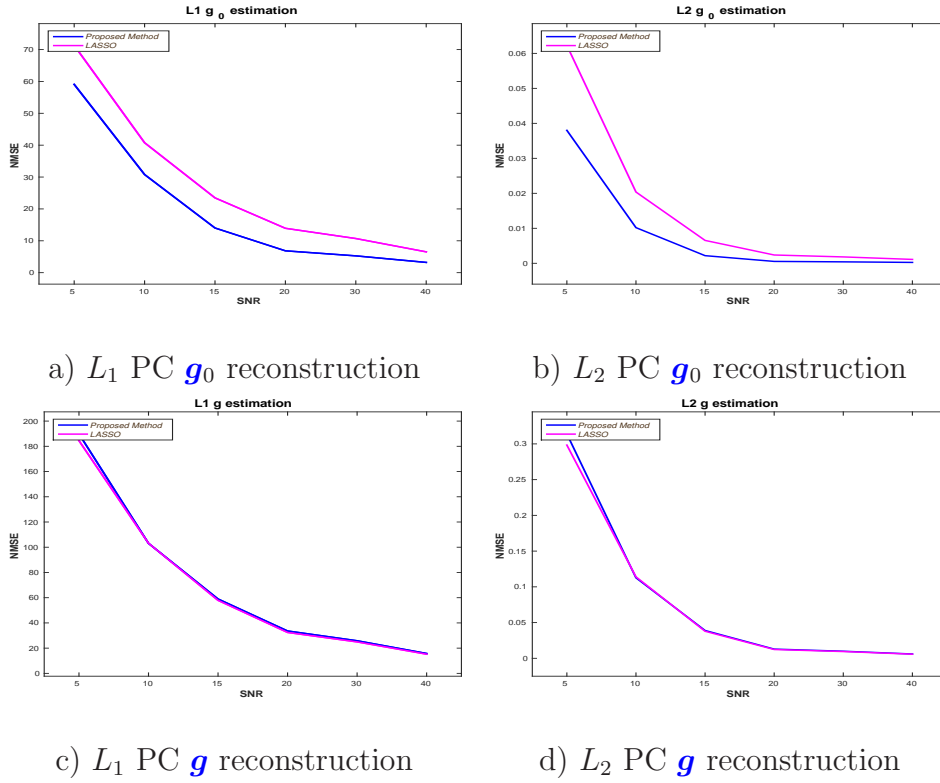 L1 g 0 estimation
Proposed Method
LASSO
NMSE
70
60
50
40
30
20
10
0
5 10 15 20 30 40
SNR
L2 g 0 estimation
Proposed Method
LASSO
NMSE
0.06
0.05
0.04
0.03
0.02
0.01
0
5 10 15 20 30 40
SNR
a) L1 PC g0 reconstruction
b) L2 PC g0 reconstruction
L1 g estimation
Proposed Method
LASSO
NMSE
200
180
160
140
120
100
80
60
40
20
0
5 10 15 20 30 40
SNR
L2 g estimation
Proposed Method
LASSO
NMSE
0.3
0.25
0.2
0.15
0.1
0.05
0
5 10 15 20 30 40
SNR
c) L1 PC g reconstruction
d) L2 PC g reconstruction